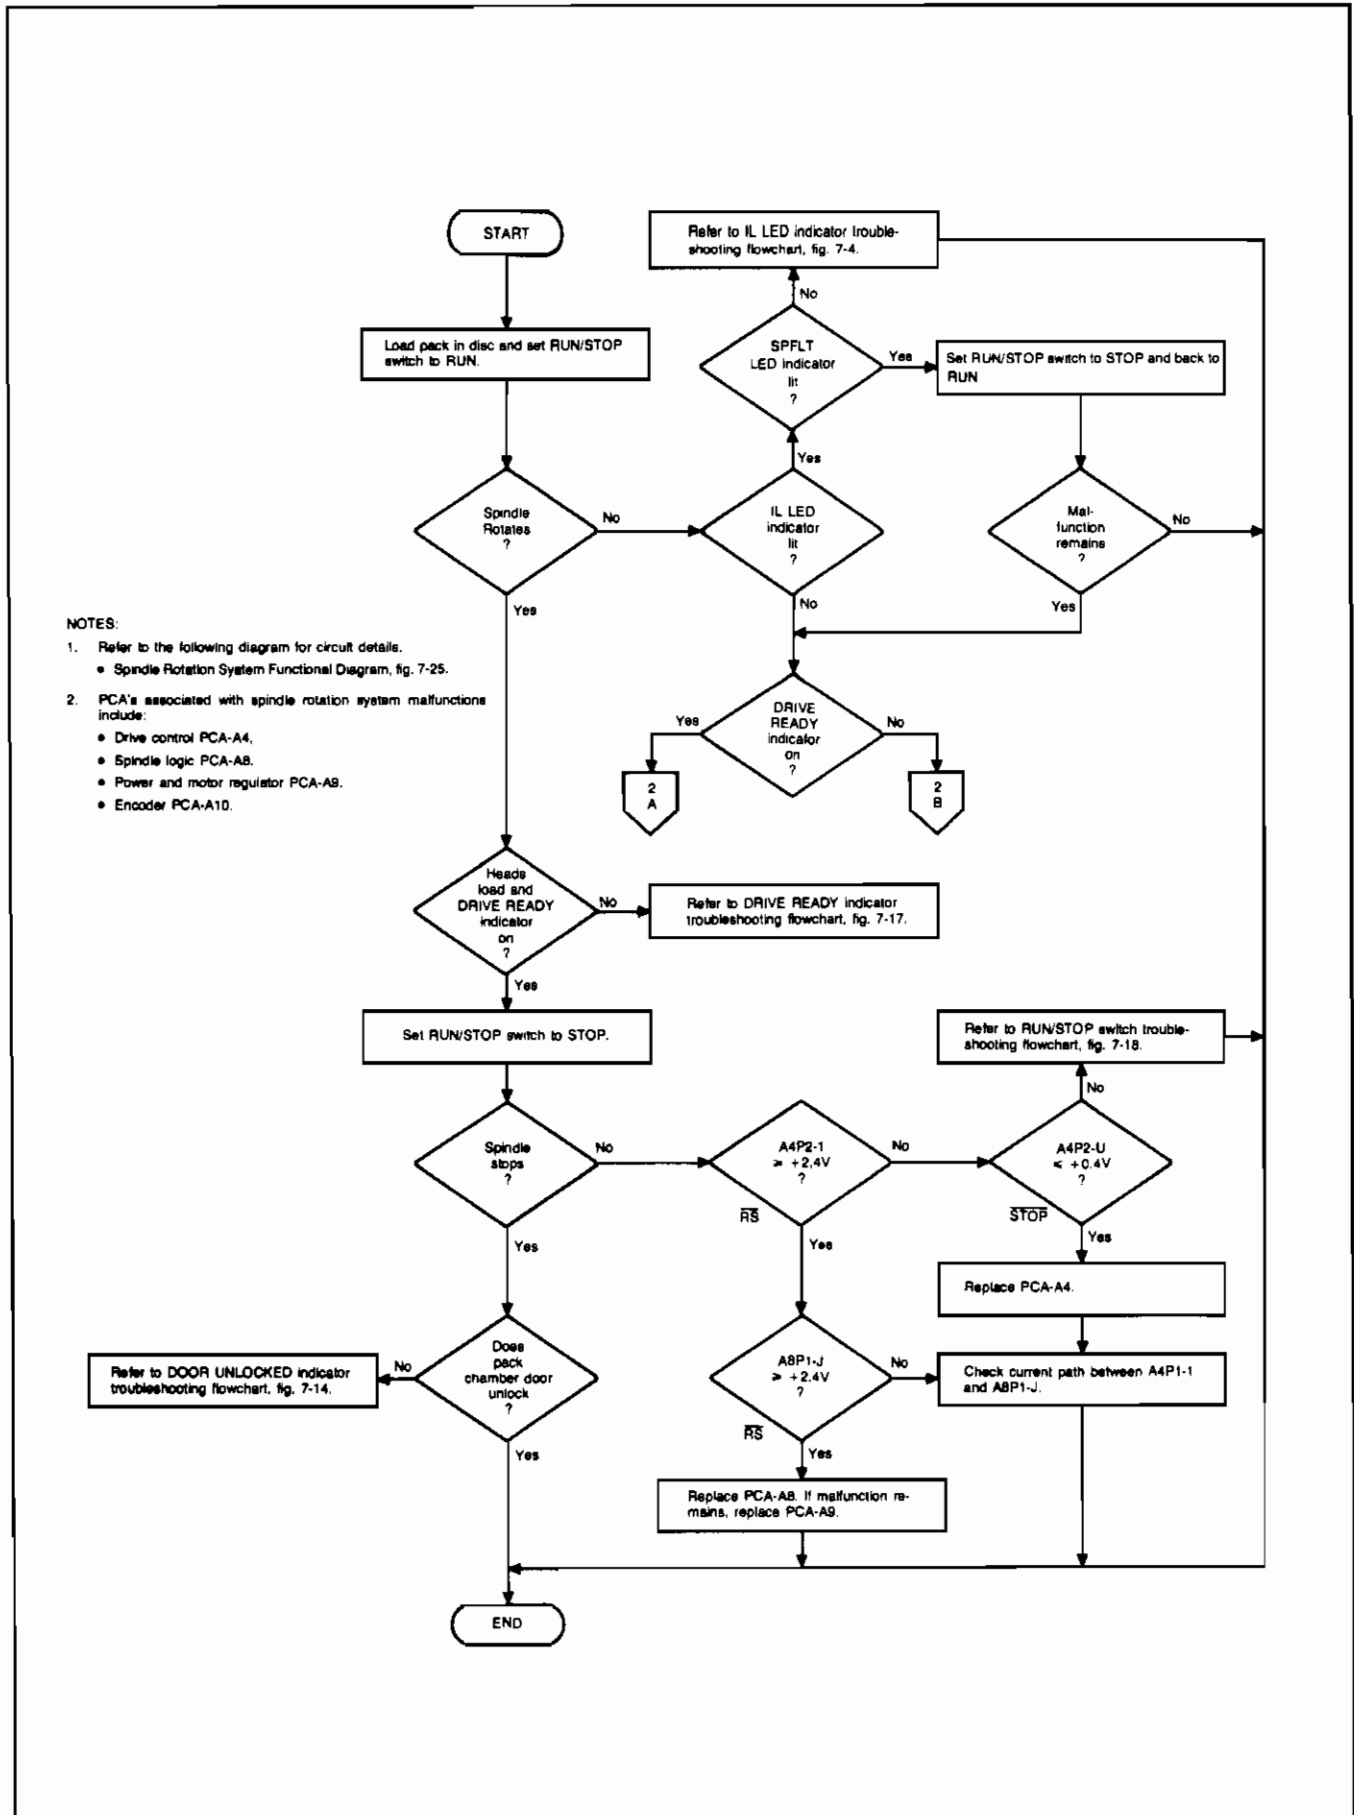 START
Load pack in disc and set RUN/STOP
switch to RUN.
Spindle
Rotates
?
No
Yes
IL LED
indicator
lit
?
Yes
No
SPFLT
LED indicator
lit
?
No
Yes
Refer to IL LED indicator trouble-
shooting flowchart, fig. 7-4.
Set RUN/STOP switch to STOP and back to
RUN
Mal-
function
remains
?
No
Yes
DRIVE
READY
indicator
on
?
Yes
No
2
A
2
B
NOTES:
1. Refer to the following diagram for circuit details.
• Spindle Rotation System Functional Diagram, fig. 7-25.
2. PCA's associated with spindle rotation system malfunctions
include:
• Drive control PCA-A4.
• Spindle logic PCA-A8.
• Power and motor regulator PCA-A9.
• Encoder PCA-A10.
Heads
load and
DRIVE READY
indicator
on
?
No
Yes
Refer to DRIVE READY indicator
troubleshooting flowchart, fig. 7-17.
Set RUN/STOP switch to STOP.
Spindle
stops
?
No
Yes
A4P2-1
≥ +2.4V
?
No
R̅S̅
Yes
A4P2-U
≤ +0.4V
?
No
S̅T̅O̅P̅
Yes
Refer to RUN/STOP switch trouble-
shooting flowchart, fig. 7-18.
Replace PCA-A4.
Check current path between A4P1-1
and A8P1-J.
A8P1-J
≥ +2.4V
?
No
R̅S̅
Yes
Replace PCA-A8. If malfunction re-
mains, replace PCA-A9.
Does
pack
chamber door
unlock
?
No
Yes
Refer to DOOR UNLOCKED indicator
troubleshooting flowchart, fig. 7-14.
END